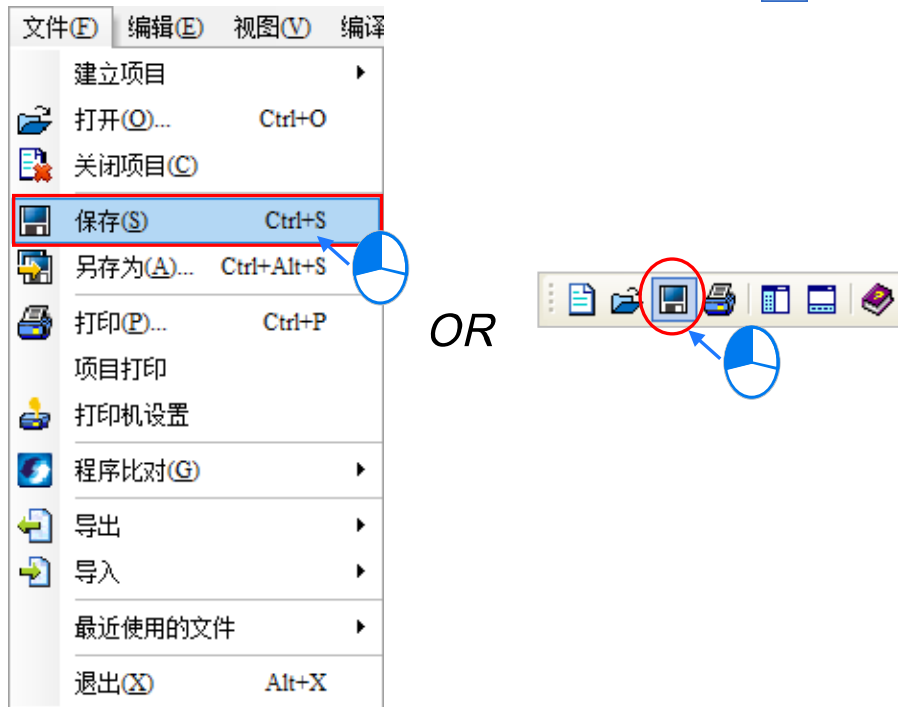 文件(F) 编辑(E) 视图(V) 编译
建立项目
打开(O)... Ctrl+O
关闭项目(C)
保存(S) Ctrl+S
另存为(A)... Ctrl+Alt+S
打印(P)... Ctrl+P
项目打印
打印机设置
程序比对(G)
导出
导入
最近使用的文件
退出(X) Alt+X
OR